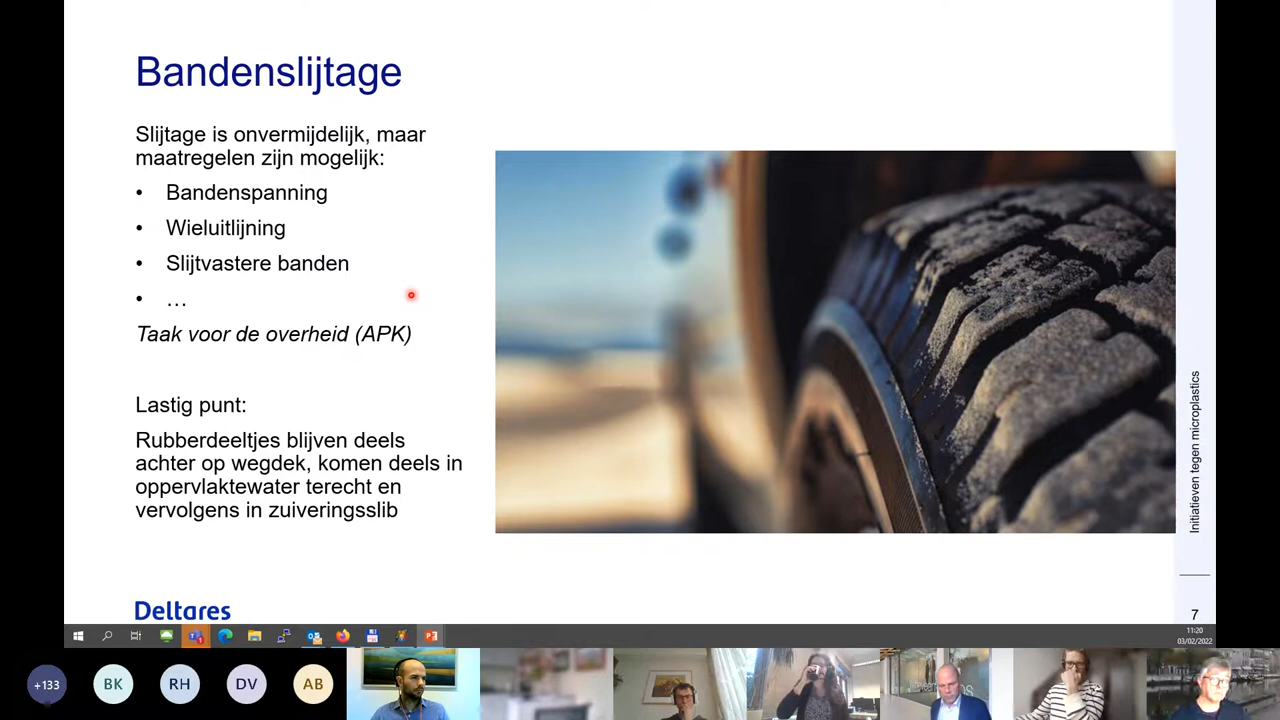 Bandenslijtage
Slijtage is onvermijdelijk, maar
maatregelen zijn mogelijk:
• Bandenspanning
• Wieluitlijning
• Slijtvastere banden
• …
Taak voor de overheid (APK)
Lastig punt:
Rubberdeeltjes blijven deels
achter op wegdek, komen deels in
oppervlaktewater terecht en
vervolgens in zuiveringsslib
Initiatieven tegen microplastics
7
Deltares
11:20
03/02/2022
+133
BK
RH
DV
AB